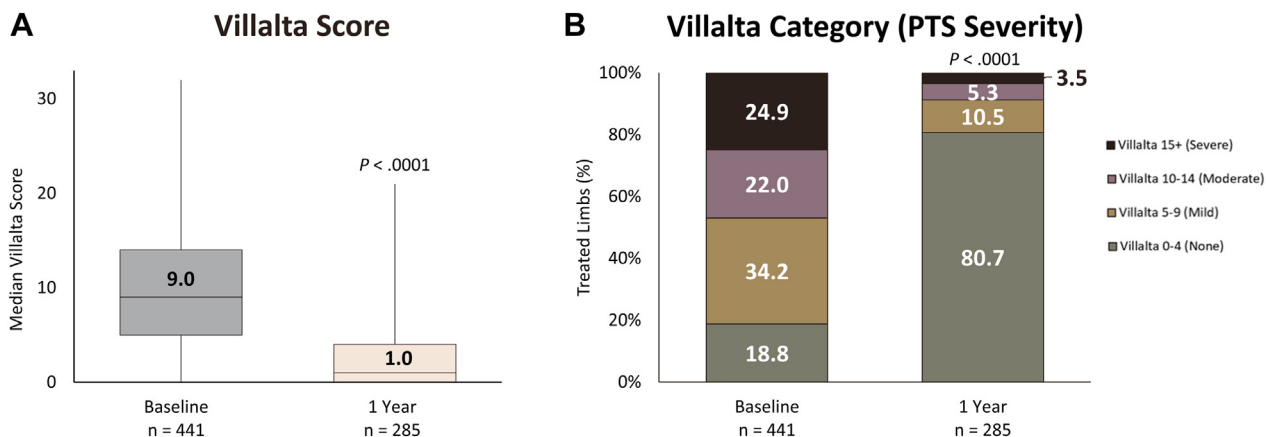 A
Villalta Score
Median Villalta Score
30
20
10
0
9.0
P < .0001
1.0
Baseline
n = 441
1 Year
n = 285
B
Villalta Category (PTS Severity)
P < .0001
Treated Limbs (%)
100%
80%
60%
40%
20%
0%
24.9
22.0
34.2
18.8
3.5
5.3
10.5
80.7
Baseline
n = 441
1 Year
n = 285
Villalta 15+ (Severe)
Villalta 10-14 (Moderate)
Villalta 5-9 (Mild)
Villalta 0-4 (None)